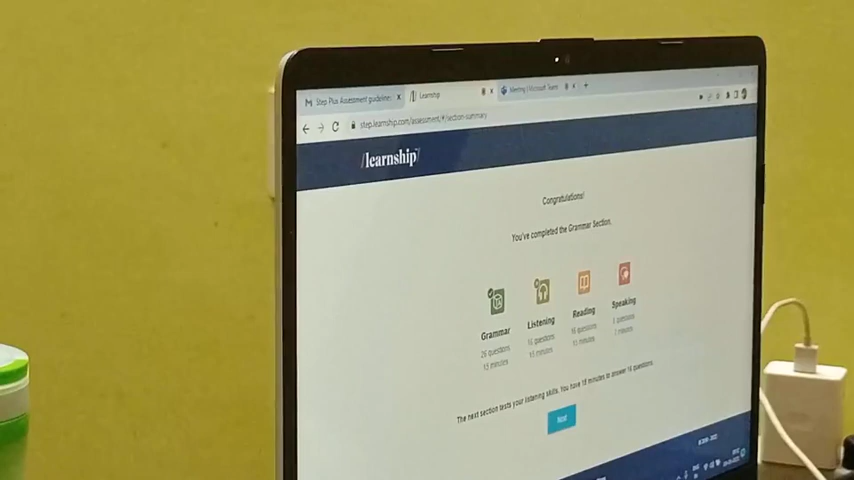 Step Plus Assessment guideline
Learnship
Meeting | Microsoft Teams
step.learnship.com/assessment/#/section-summary
/learnship/
Congratulations!
You've completed the Grammar Section.
Grammar
26 questions
15 minutes
Listening
16 questions
15 minutes
Reading
16 questions
15 minutes
Speaking
questions
minutes
The next section tests your listening skills. You have 15 minutes to answer 16 questions.
Next